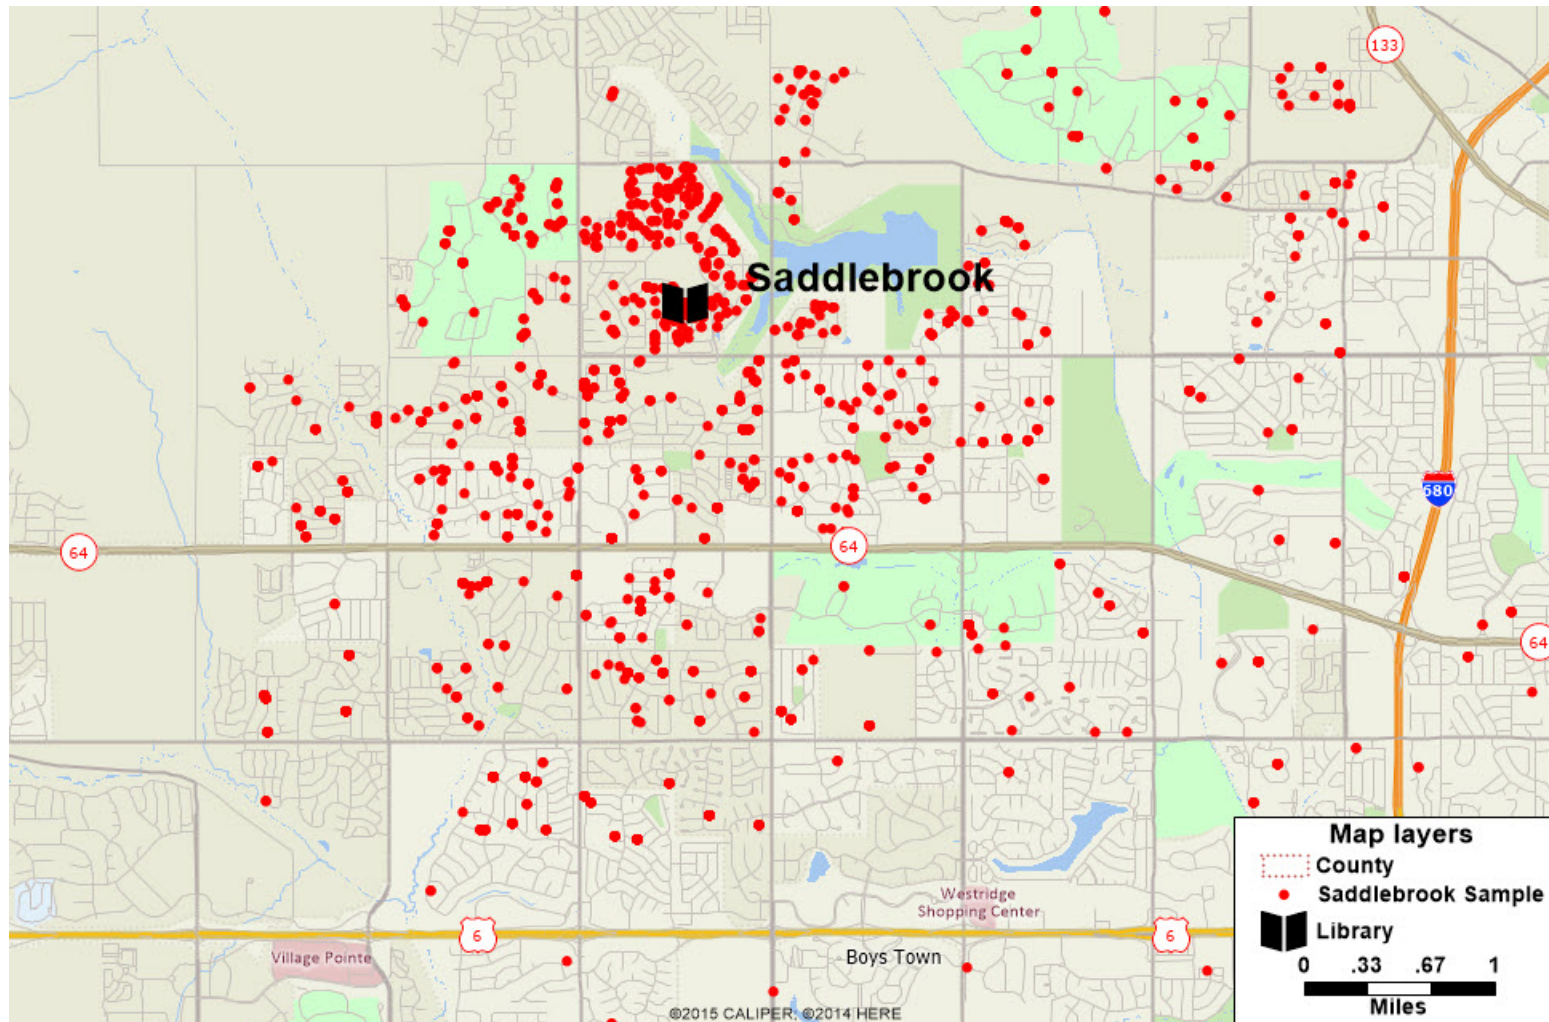 133
Saddlebrook
680
64
64
64
Map layers
County
Saddlebrook Sample
Library
0 .33 .67 1
Miles
Westridge
Shopping Center
6
6
Village Pointe
Boys Town
©2015 CALIPER; ©2014 HERE